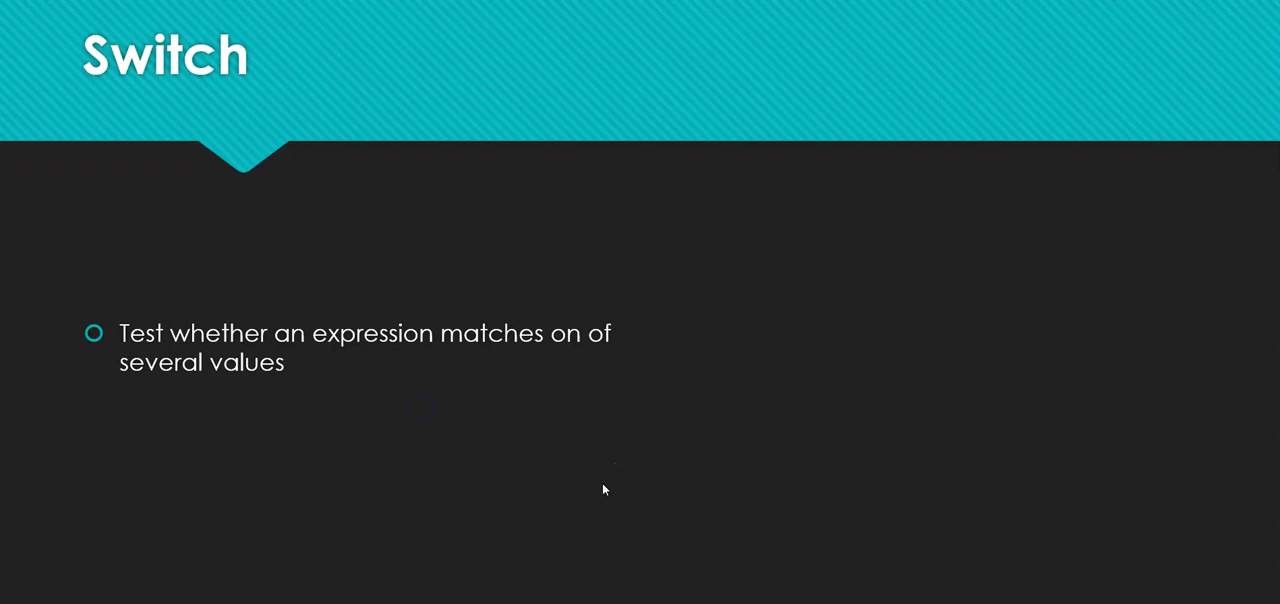 Switch
Test whether an expression matches on of
several values